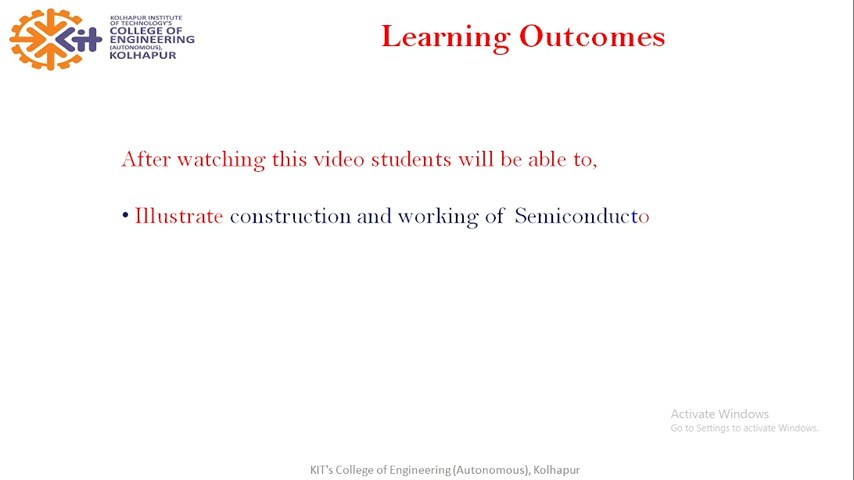 KOLHAPUR INSTITUTE
OF TECHNOLOGY'S
COLLEGE OF
ENGINEERING
(AUTONOMOUS),
KOLHAPUR
Kit
Learning Outcomes
After watching this video students will be able to,
• Illustrate construction and working of Semiconducto
Activate Windows
Go to Settings to activate Windows.
KIT's College of Engineering (Autonomous), Kolhapur